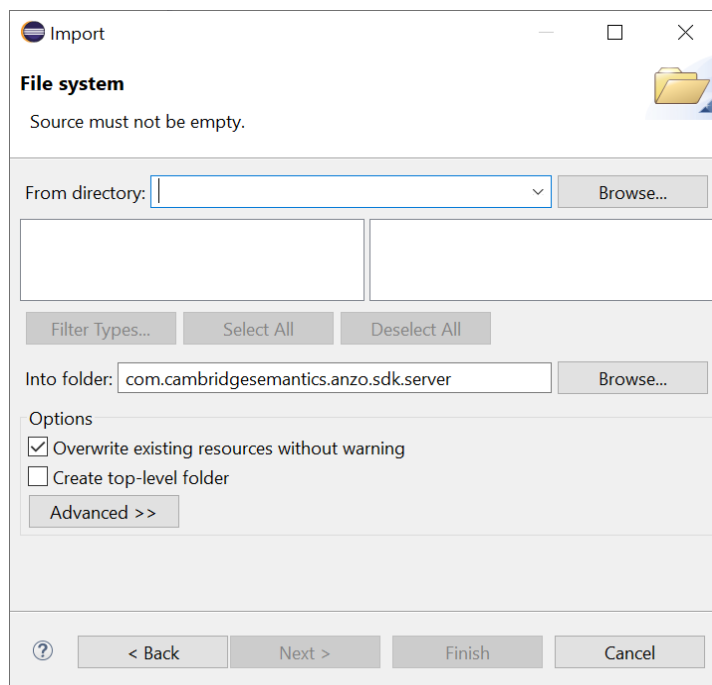 Import
File system
Source must not be empty.
From directory:
Browse...
Filter Types...
Select All
Deselect All
Into folder: com.cambridgesemantics.anzo.sdk.server
Browse...
Options
Overwrite existing resources without warning
Create top-level folder
Advanced >>
? < Back Next > Finish Cancel